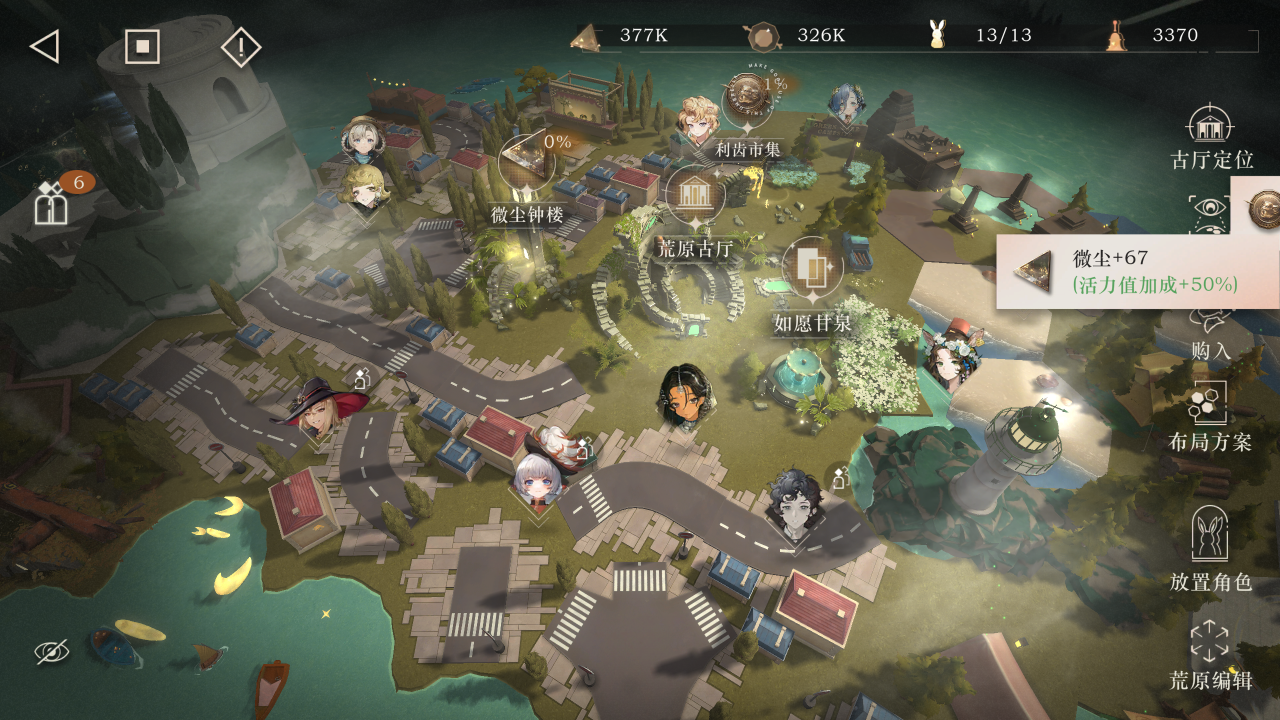 377K
326K
13/13
3370
6
0%
1%
微尘钟楼
利齿市集
荒原古厅
如愿甘泉
古厅定位
微尘+67
(活力值加成+50%)
购入
布局方案
放置角色
荒原编辑